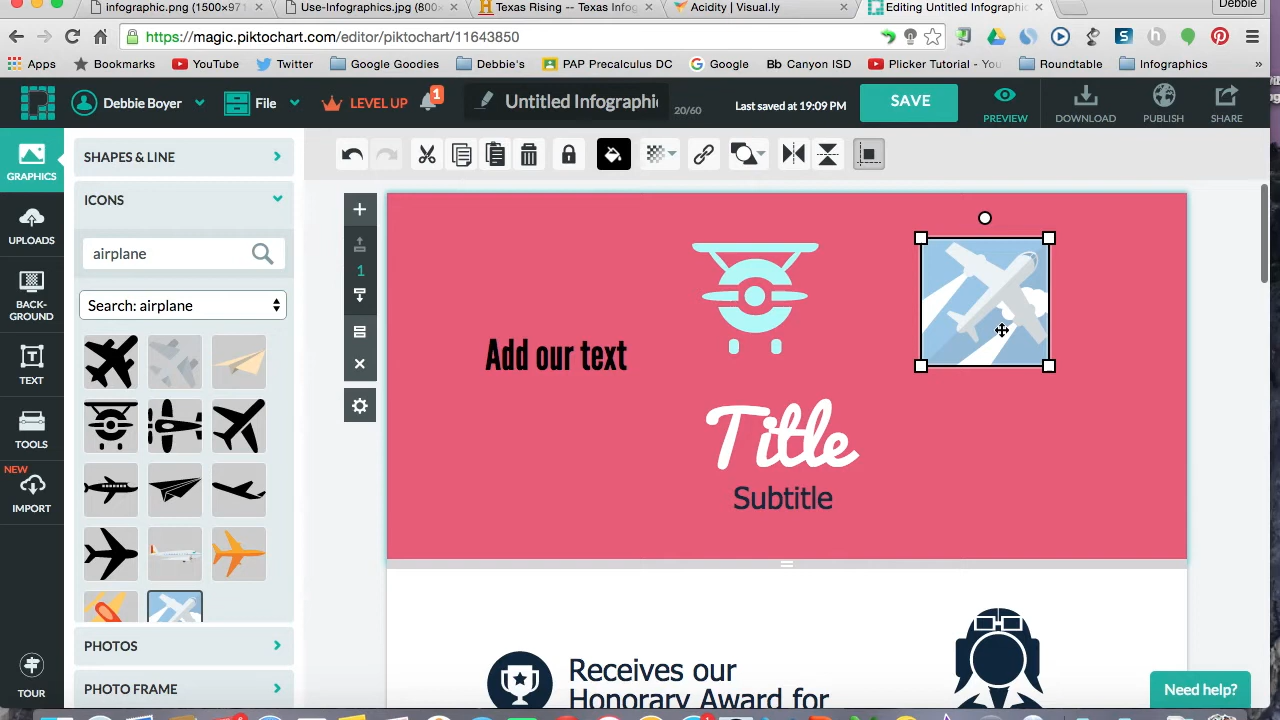 infographic.png (1500×971
Use-Infographics.jpg (800
Texas Rising -- Texas Infog
Acidity | Visual.ly
Editing Untitled Infographic
Debbie
https://magic.piktochart.com/editor/piktochart/11643850
Apps
Bookmarks
YouTube
Twitter
Google Goodies
Debbie's
PAP Precalculus DC
Google
Bb Canyon ISD
Plicker Tutorial - You
Roundtable
Infographics
»
Debbie Boyer
File
LEVEL UP
1
Untitled Infographic
20/60
Last saved at 19:09 PM
SAVE
PREVIEW
DOWNLOAD
PUBLISH
SHARE
GRAPHICS
UPLOADS
BACK-
GROUND
TEXT
TOOLS
NEW
IMPORT
TOUR
SHAPES & LINE
ICONS
airplane
Search: airplane
PHOTOS
PHOTO FRAME
1
Add our text
Title
Subtitle
Receives our
Honorary Award for
Need help?